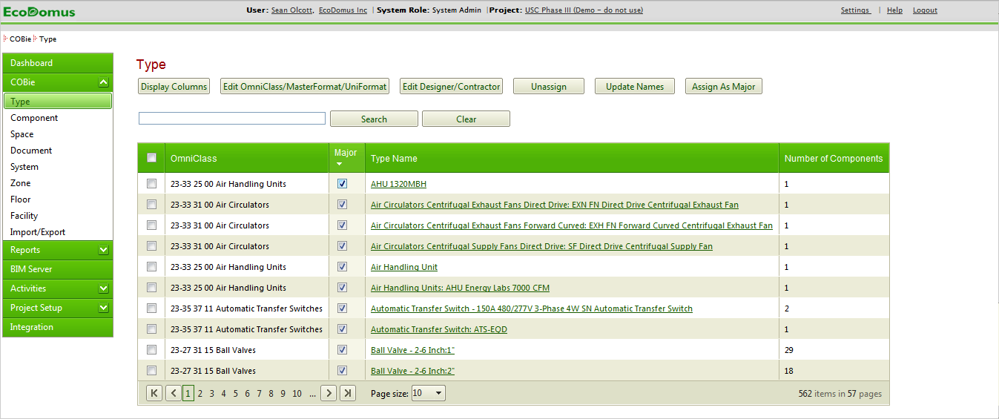 EcoDomus
User: Sean Olcott, EcoDomus Inc | System Role: System Admin |Project: USC Phase III (Demo - do not use)
Settings | Help Logout
COBie Type
Dashboard
COBie
Type
Component
Space
Document
System
Zone
Floor
Facility
Import/Export
Reports
BIM Server
Activities
Project Setup
Integration
Type
Display Columns Edit OmniClass/MasterFormat/UniFormat Edit Designer/Contractor Unassign Update Names Assign As Major
Search Clear
OmniClass Major Type Name Number of Components
23-33 25 00 Air Handling Units AHU 1320MBH 1
23-33 31 00 Air Circulators Air Circulators Centrifugal Exhaust Fans Direct Drive: EXN FN Direct Drive Centrifugal Exhaust Fan 1
23-33 31 00 Air Circulators Air Circulators Centrifugal Exhaust Fans Forward Curved: EXH FN Forward Curved Centrifugal Exhaust Fan 1
23-33 31 00 Air Circulators Air Circulators Centrifugal Supply Fans Direct Drive: SF Direct Drive Centrifugal Supply Fan 1
23-33 25 00 Air Handling Units Air Handling Unit 1
23-33 25 00 Air Handling Units Air Handling Units: AHU Energy Labs 7000 CFM 1
23-35 37 11 Automatic Transfer Switches Automatic Transfer Switch - 150A 480/277V 3-Phase 4W SN Automatic Transfer Switch 2
23-35 37 11 Automatic Transfer Switches Automatic Transfer Switch: ATS-EQD 1
23-27 31 15 Ball Valves Ball Valve - 2-6 Inch:1" 29
23-27 31 15 Ball Valves Ball Valve - 2-6 Inch:2" 18
1 2 3 4 5 6 7 8 9 10 ... Page size: 10 562 items in 57 pages